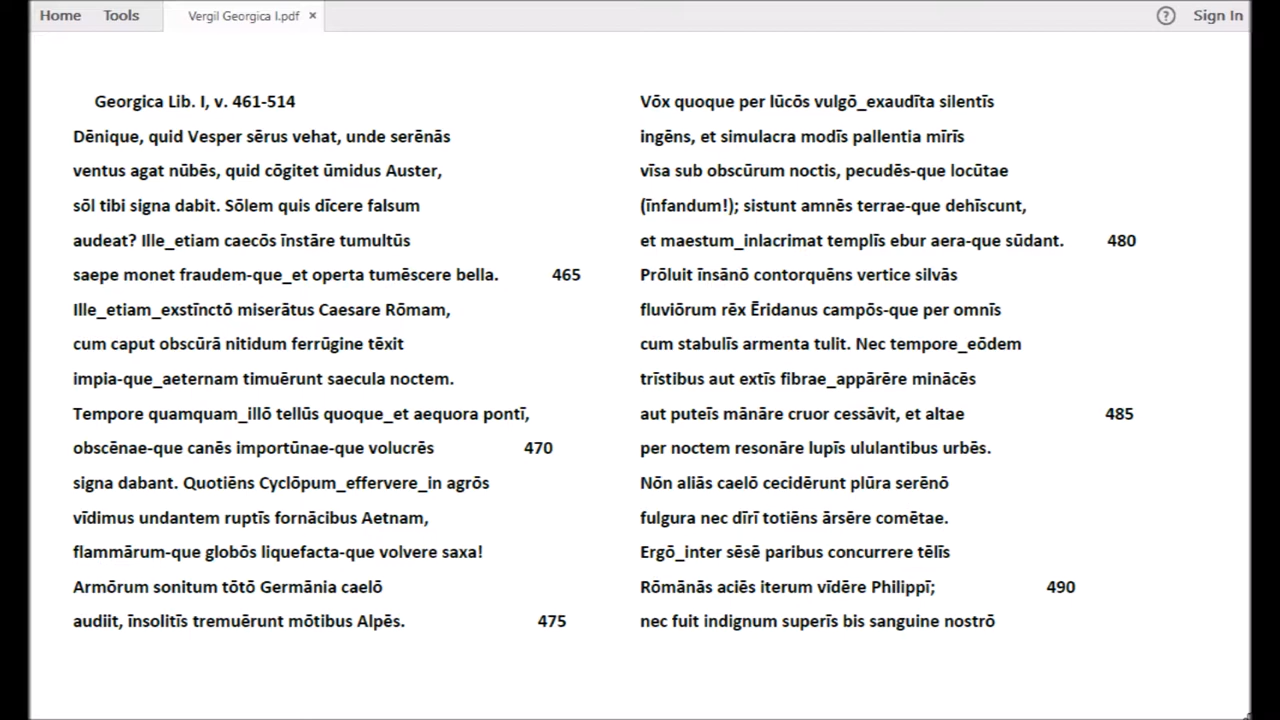 Home Tools Vergil Georgica I.pdf × ? Sign In
Georgica Lib. I, v. 461-514
Dēnique, quid Vesper sērus vehat, unde serēnās
ventus agat nūbēs, quid cōgitet ūmidus Auster,
sōl tibi signa dabit. Sōlem quis dīcere falsum
audeat? Ille_etiam caecōs īnstāre tumultūs
saepe monet fraudem-que_et operta tumēscere bella. 465
Ille_etiam_exstīnctō miserātus Caesare Rōmam,
cum caput obscūrā nitidum ferrūgine tēxit
impia-que_aeternam timuērunt saecula noctem.
Tempore quamquam_illō tellūs quoque_et aequora pontī,
obscēnae-que canēs importūnae-que volucrēs 470
signa dabant. Quotiēns Cyclōpum_effervere_in agrōs
vīdimus undantem ruptīs fornācibus Aetnam,
flammārum-que globōs liquefacta-que volvere saxa!
Armōrum sonitum tōtō Germānia caelō
audiit, īnsolitīs tremuērunt mōtibus Alpēs. 475
Vōx quoque per lūcōs vulgō_exaudīta silentīs
ingēns, et simulacra modīs pallentia mīrīs
vīsa sub obscūrum noctis, pecudēs-que locūtae
(īnfandum!); sistunt amnēs terrae-que dehīscunt,
et maestum_inlacrimat templīs ebur aera-que sūdant. 480
Prōluit īnsānō contorquēns vertice silvās
fluviōrum rēx Ēridanus campōs-que per omnīs
cum stabulīs armenta tulit. Nec tempore_eōdem
trīstibus aut extīs fibrae_appārēre minācēs
aut puteīs mānāre cruor cessāvit, et altae 485
per noctem resonāre lupīs ululantibus urbēs.
Nōn aliās caelō cecidērunt plūra serēnō
fulgura nec dīrī totiēns ārsēre comētae.
Ergō_inter sēsē paribus concurrere tēlīs
Rōmānās aciēs iterum vīdēre Philippī; 490
nec fuit indignum superīs bis sanguine nostrō